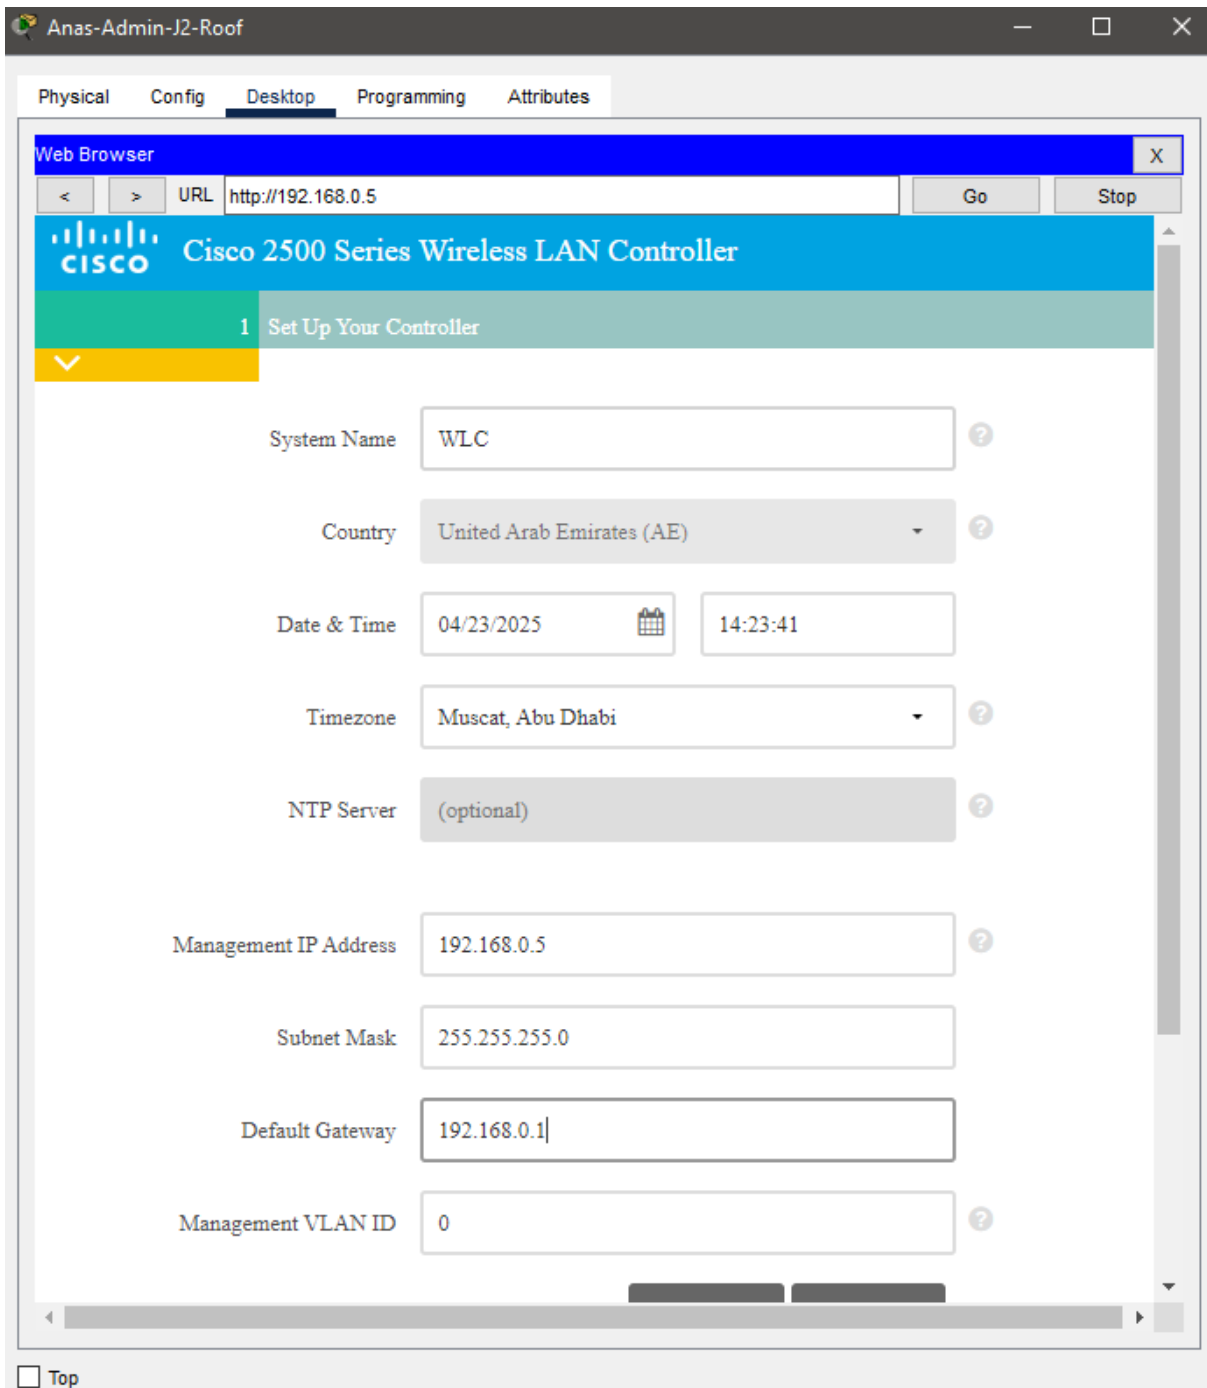 Anas-Admin-J2-Roof
Physical Config Desktop Programming Attributes
Web Browser X
< > URL http://192.168.0.5 Go Stop
CISCO Cisco 2500 Series Wireless LAN Controller
1 Set Up Your Controller
System Name WLC ?
Country United Arab Emirates (AE) ?
Date & Time 04/23/2025 14:23:41
Timezone Muscat, Abu Dhabi ?
NTP Server (optional) ?
Management IP Address 192.168.0.5 ?
Subnet Mask 255.255.255.0
Default Gateway 192.168.0.1
Management VLAN ID 0 ?
Top